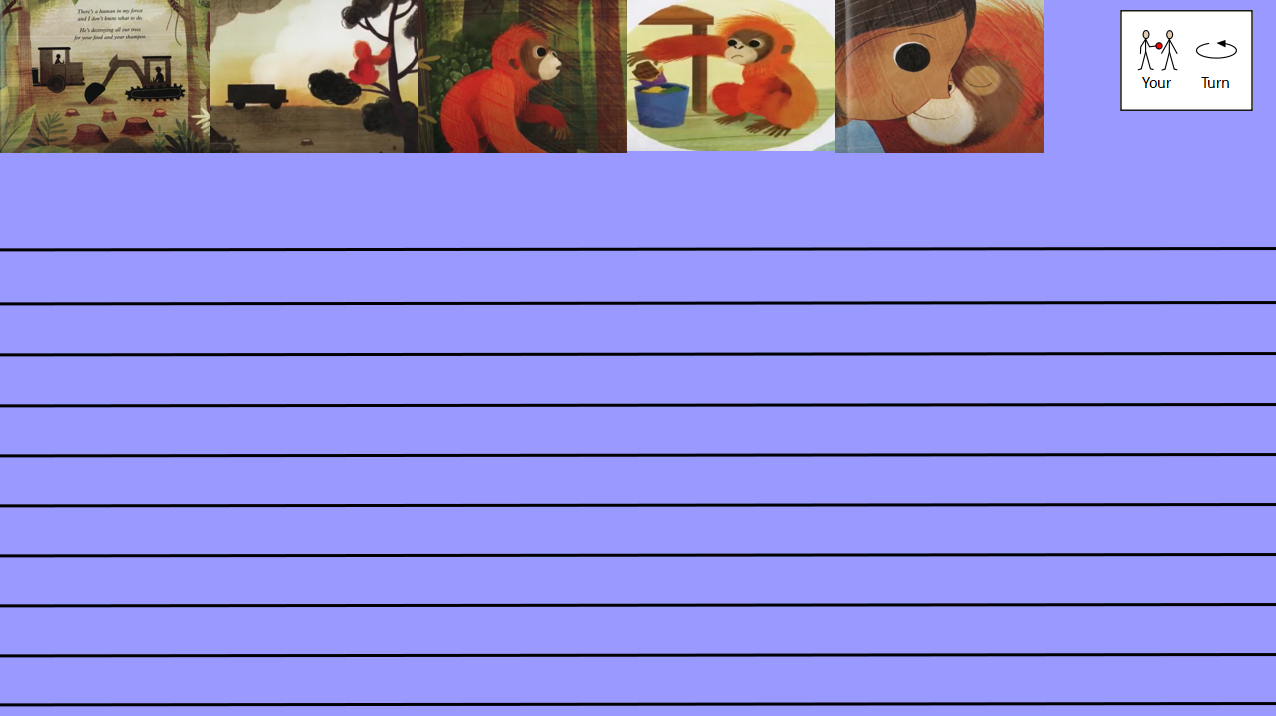 There's a human in my forest
and I don't know what to do.
He's destroying all our trees
for your food and your shampoo.
Your Turn